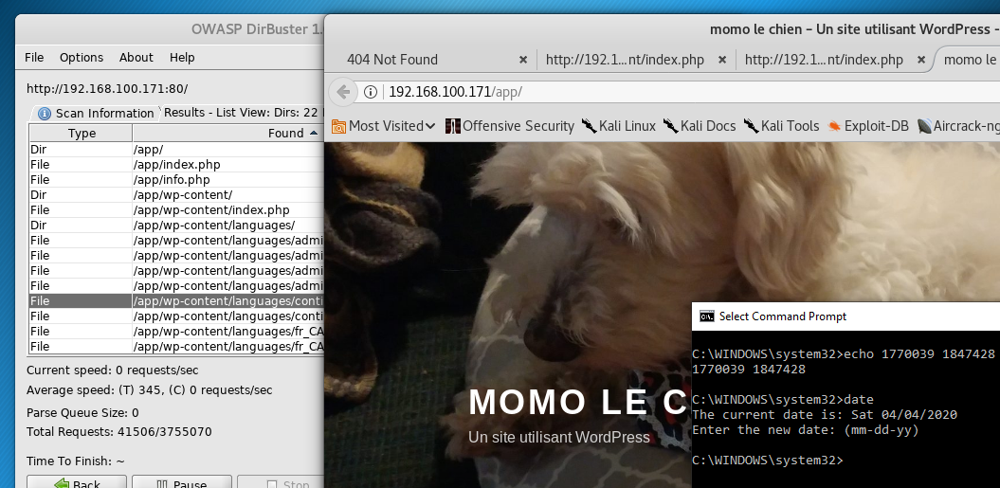 OWASP DirBuster 1.
File Options About Help
http://192.168.100.171:80/
Scan Information Results - List View: Dirs: 22
Type Found
Dir /app/
File /app/index.php
File /app/info.php
Dir /app/wp-content/
File /app/wp-content/index.php
Dir /app/wp-content/languages/
File /app/wp-content/languages/admi
File /app/wp-content/languages/admi
File /app/wp-content/languages/admi
File /app/wp-content/languages/admi
File /app/wp-content/languages/conti
File /app/wp-content/languages/conti
File /app/wp-content/languages/fr_CA
File /app/wp-content/languages/fr_CA
Current speed: 0 requests/sec
Average speed: (T) 345, (C) 0 requests/sec
Parse Queue Size: 0
Total Requests: 41506/3755070
Time To Finish: ~
Back Pause Stop
momo le chien – Un site utilisant WordPress -
404 Not Found http://192.1...nt/index.php http://192.1...nt/index.php momo le
192.168.100.171/app/
Most Visited Offensive Security Kali Linux Kali Docs Kali Tools Exploit-DB Aircrack-ng
MOMO LE C
Un site utilisant WordPress
Select Command Prompt
C:\WINDOWS\system32>echo 1770039 1847428
1770039 1847428
C:\WINDOWS\system32>date
The current date is: Sat 04/04/2020
Enter the new date: (mm-dd-yy)
C:\WINDOWS\system32>